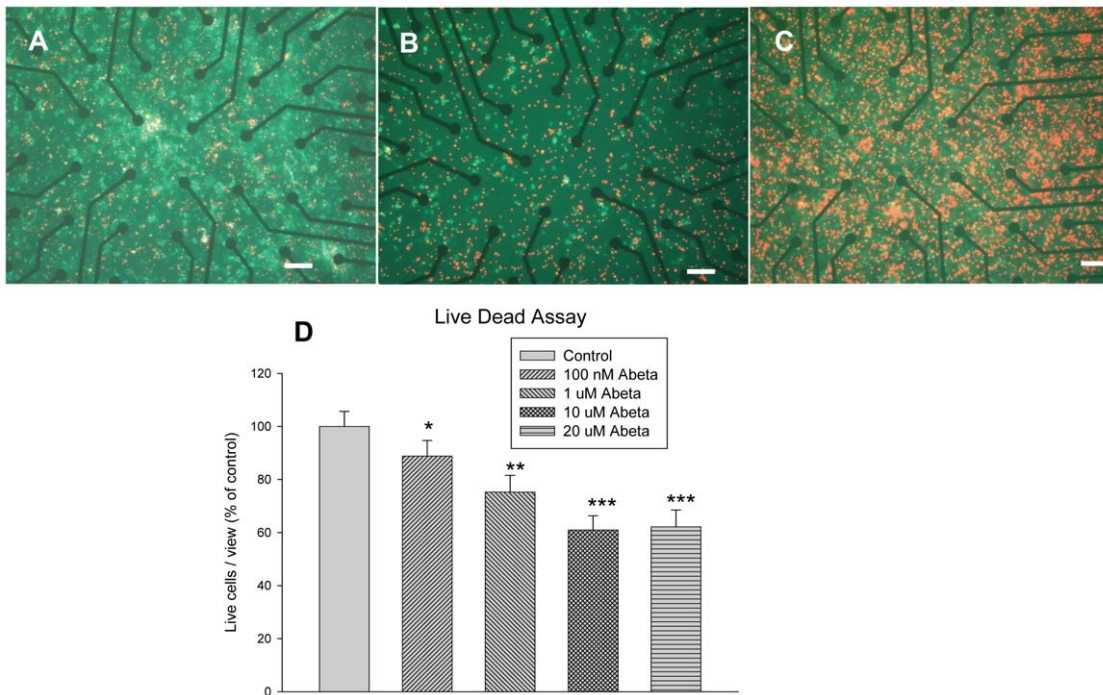 A
B
C
D
Live Dead Assay
Control
100 nM Abeta
1 uM Abeta
10 uM Abeta
20 uM Abeta
Live cells / view (% of control)
120
100
80
60
40
20
0
*
**
***
***